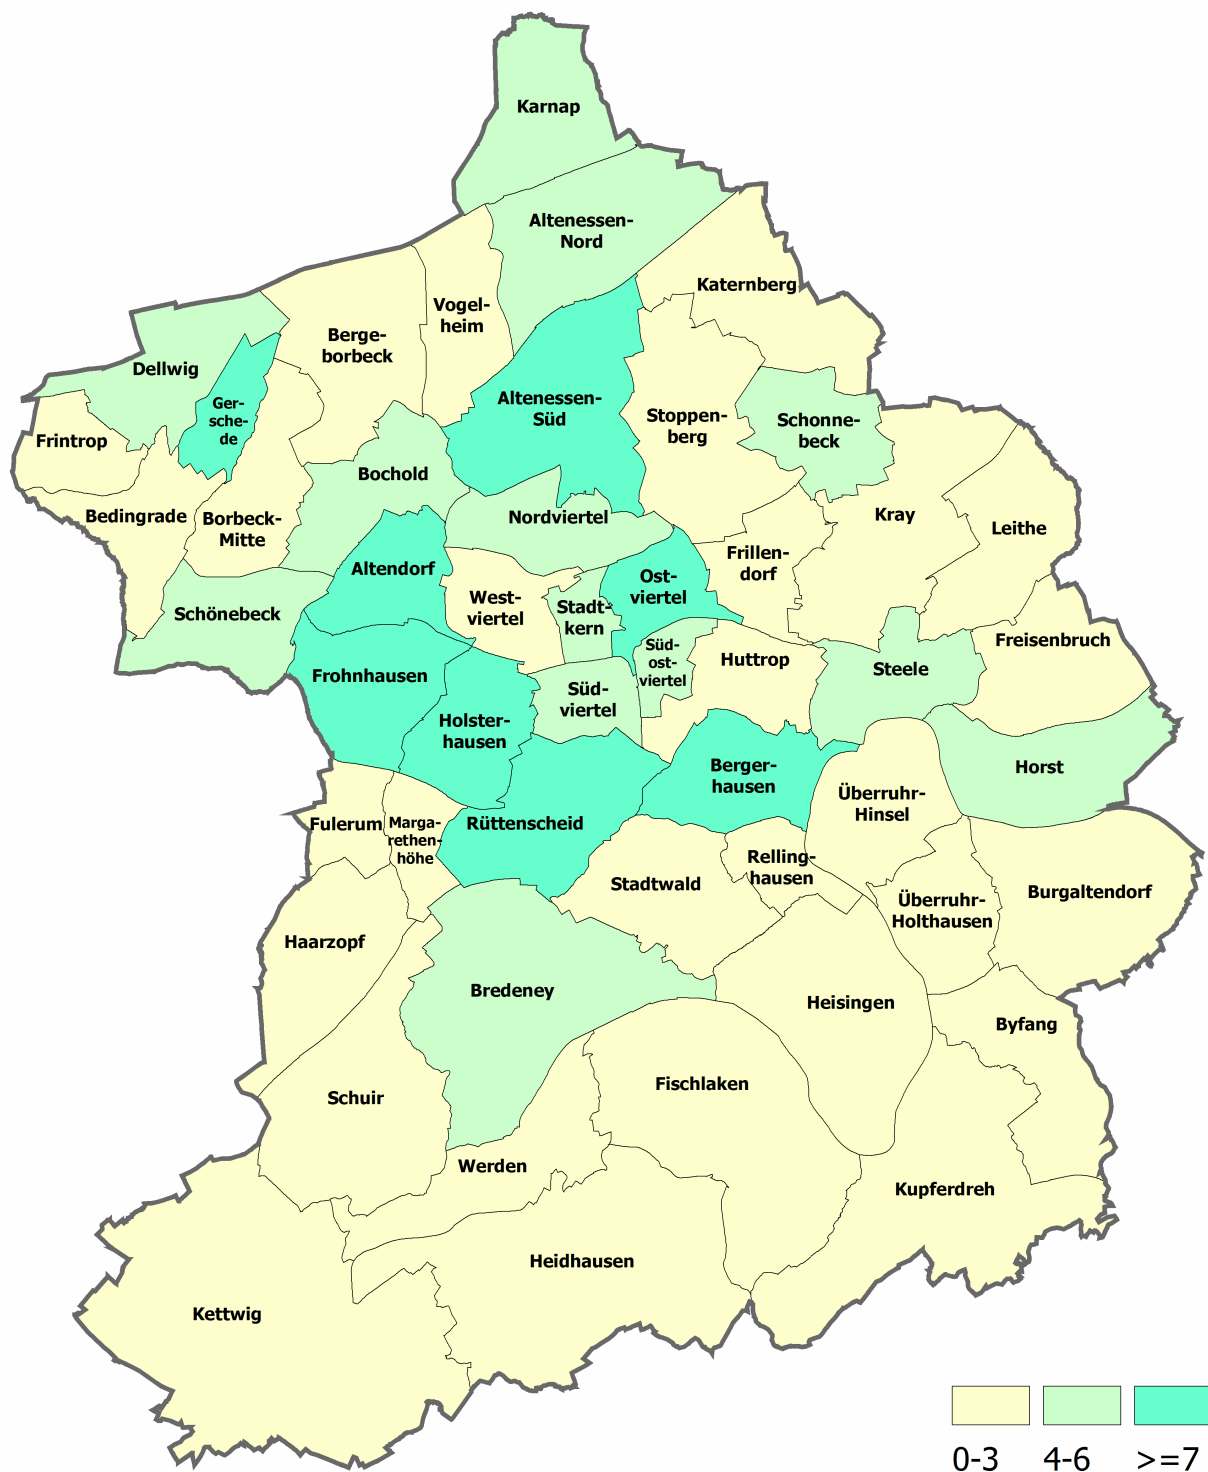 Karnap
Altenessen-
Nord
Katernberg
Vogel-
heim
Berge-
borbeck
Dellwig
Ger-
sche-
de
Altenessen-
Süd
Stoppen-
berg
Schonne-
beck
Frintrop
Bochold
Bedingrade
Borbeck-
Mitte
Nordviertel
Kray
Leithe
Frillen-
dorf
Altendorf
Ost-
viertel
West-
viertel
Stadt-
kern
Schönebeck
Freisenbruch
Süd-
ost-
viertel
Huttrop
Steele
Frohnhausen
Süd-
viertel
Holster-
hausen
Berger-
hausen
Horst
Überruhr-
Hinsel
Fulerum
Marga-
rethen-
höhe
Rüttenscheid
Relling-
hausen
Stadtwald
Überruhr-
Holthausen
Burgaltendorf
Haarzopf
Bredeney
Heisingen
Byfang
Fischlaken
Schuir
Werden
Kupferdreh
Heidhausen
Kettwig
0-3 4-6 >=7